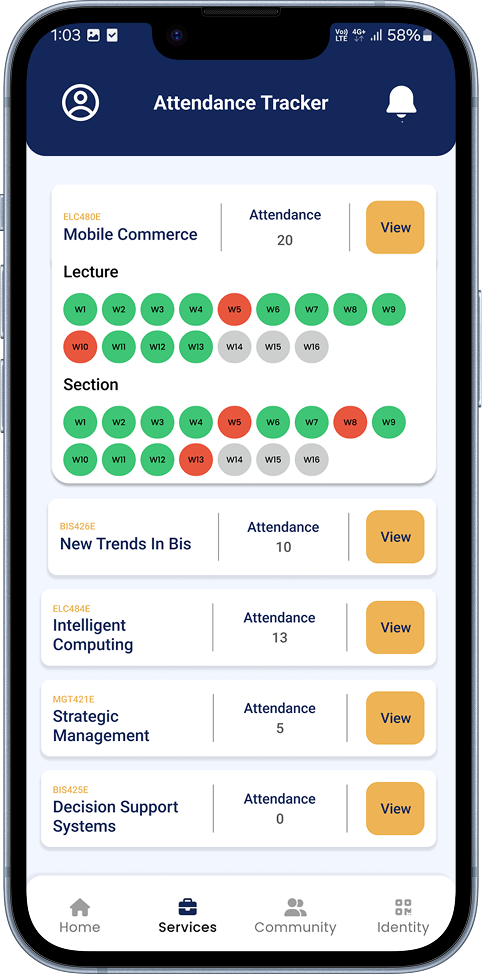 1:03 Vo) LTE 4G+ 58%
Attendance Tracker
ELC480E
Mobile Commerce
Attendance
20
View
Lecture
W1 W2 W3 W4 W5 W6 W7 W8 W9
W10 W11 W12 W13 W14 W15 W16
Section
W1 W2 W3 W4 W5 W6 W7 W8 W9
W10 W11 W12 W13 W14 W15 W16
BIS426E
New Trends In Bis
Attendance
10
View
ELC484E
Intelligent
Computing
Attendance
13
View
MGT421E
Strategic
Management
Attendance
5
View
BIS425E
Decision Support
Systems
Attendance
0
View
Home Services Community Identity